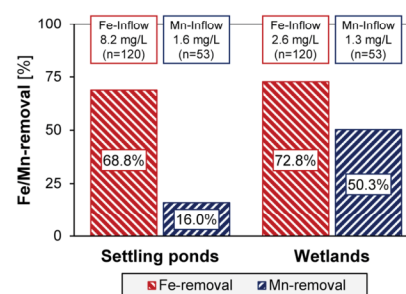 Fe/Mn-removal [%]
100
75
50
25
0
Fe-Inflow
8.2 mg/L
(n=120)
Mn-Inflow
1.6 mg/L
(n=53)
Fe-Inflow
2.6 mg/L
(n=120)
Mn-Inflow
1.3 mg/L
(n=53)
68.8%
16.0%
72.8%
50.3%
Settling ponds
Wetlands
Fe-removal
Mn-removal